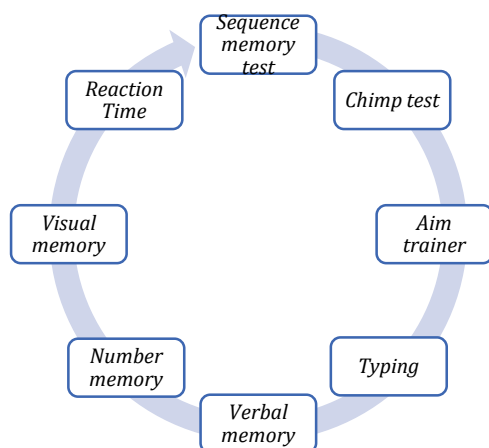 Sequence
memory
test
Chimp test
Aim
trainer
Typing
Verbal
memory
Number
memory
Visual
memory
Reaction
Time